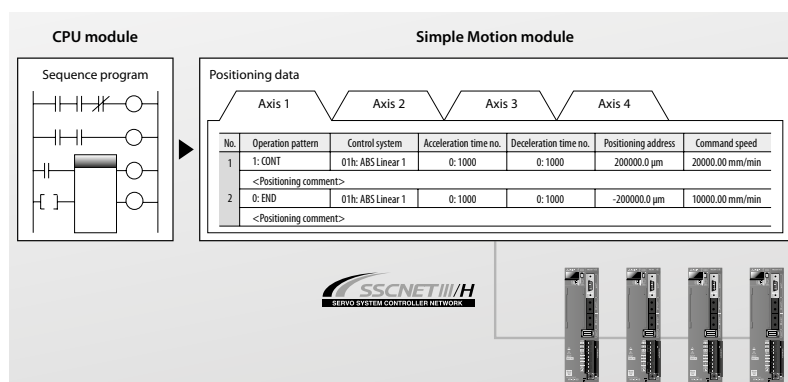 CPU module
Simple Motion module
Sequence program
Positioning data
Axis 1 Axis 2 Axis 3 Axis 4
No. Operation pattern Control system Acceleration time no. Deceleration time no. Positioning address Command speed
1 1: CONT 01h: ABS Linear 1 0: 1000 0: 1000 200000.0 µm 20000.00 mm/min
<Positioning comment>
2 0: END 01h: ABS Linear 1 0: 1000 0: 1000 -200000.0 µm 10000.00 mm/min
<Positioning comment>
SSCNETIII/H
SERVO SYSTEM CONTROLLER NETWORK